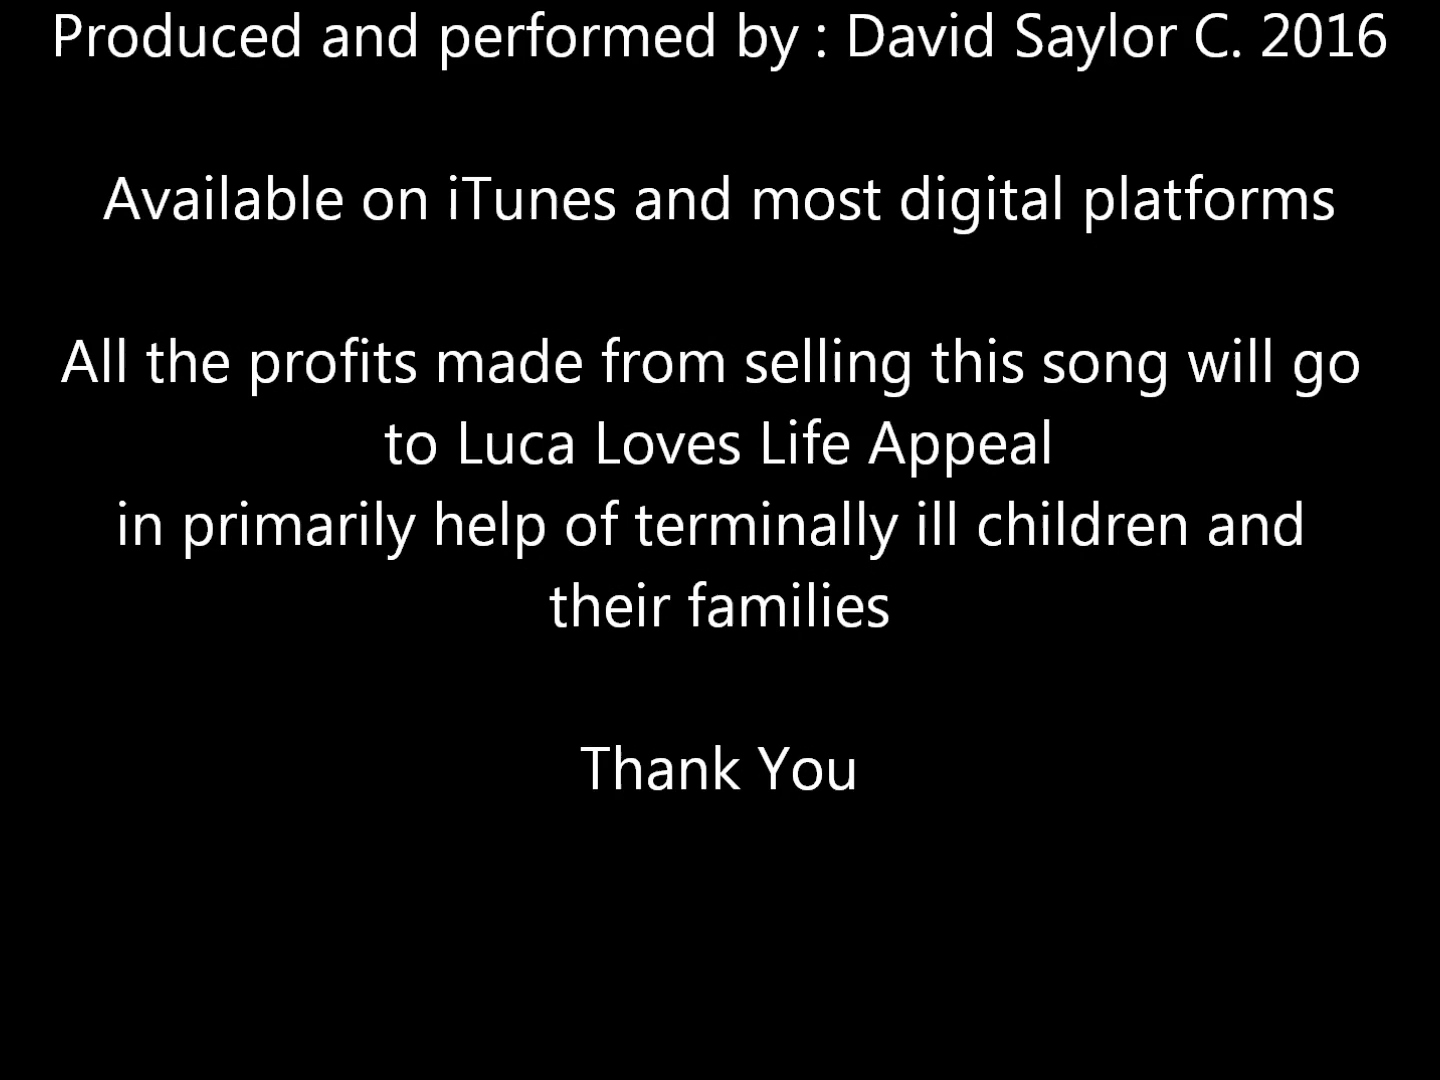 Produced and performed by : David Saylor C. 2016
Available on iTunes and most digital platforms
All the profits made from selling this song will go
to Luca Loves Life Appeal
in primarily help of terminally ill children and
their families
Thank You